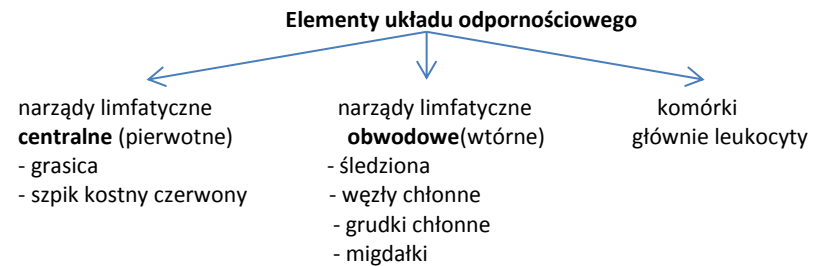 Elementy układu odpornościowego
narządy limfatyczne
centralne (pierwotne)
- grasica
- szpik kostny czerwony
narządy limfatyczne
obwodowe(wtórne)
- śledziona
- węzły chłonne
- grudki chłonne
- migdałki
komórki
głównie leukocyty